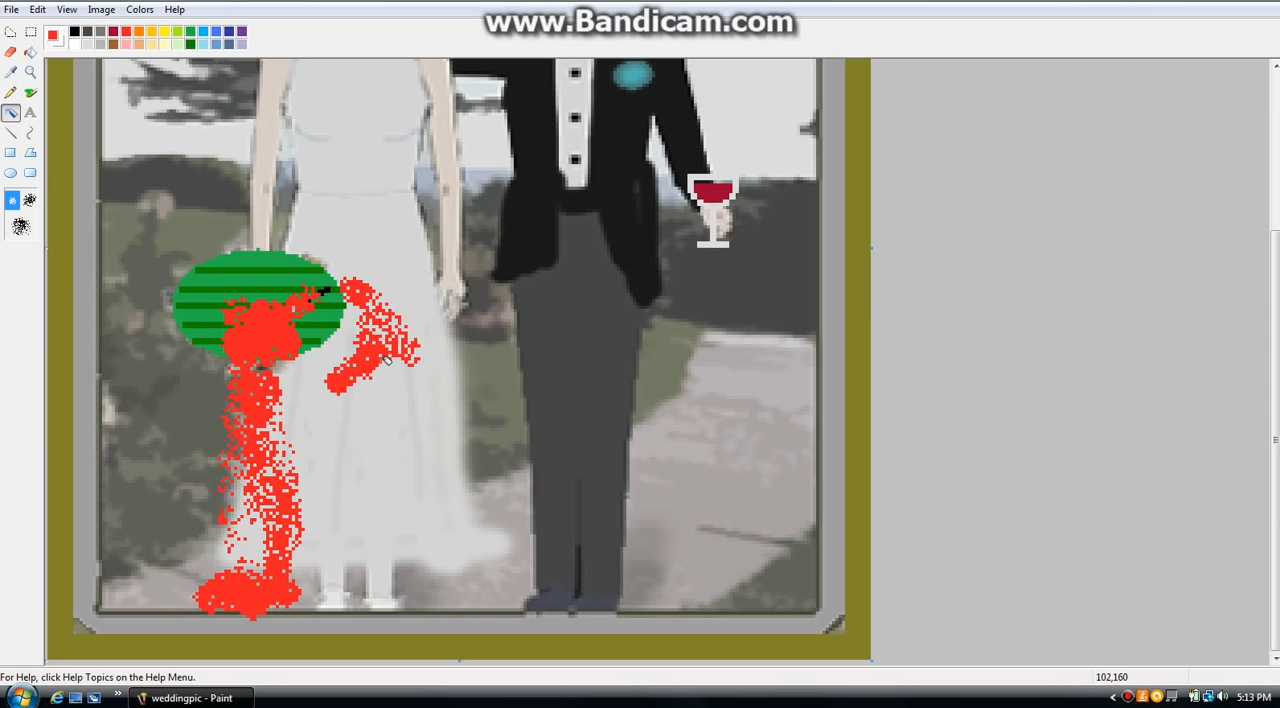 File Edit View Image Colors Help
www.Bandicam.com
A
For Help, click Help Topics on the Help Menu.
102,160
weddingpic - Paint
5:13 PM